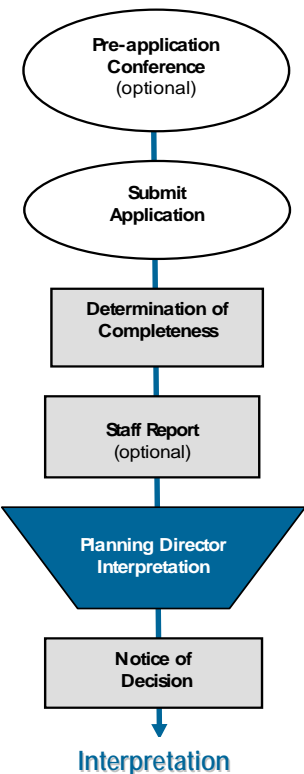 Pre-application
Conference
(optional)
Submit
Application
Determination of
Completeness
Staff Report
(optional)
Planning Director
Interpretation
Notice of
Decision
Interpretation